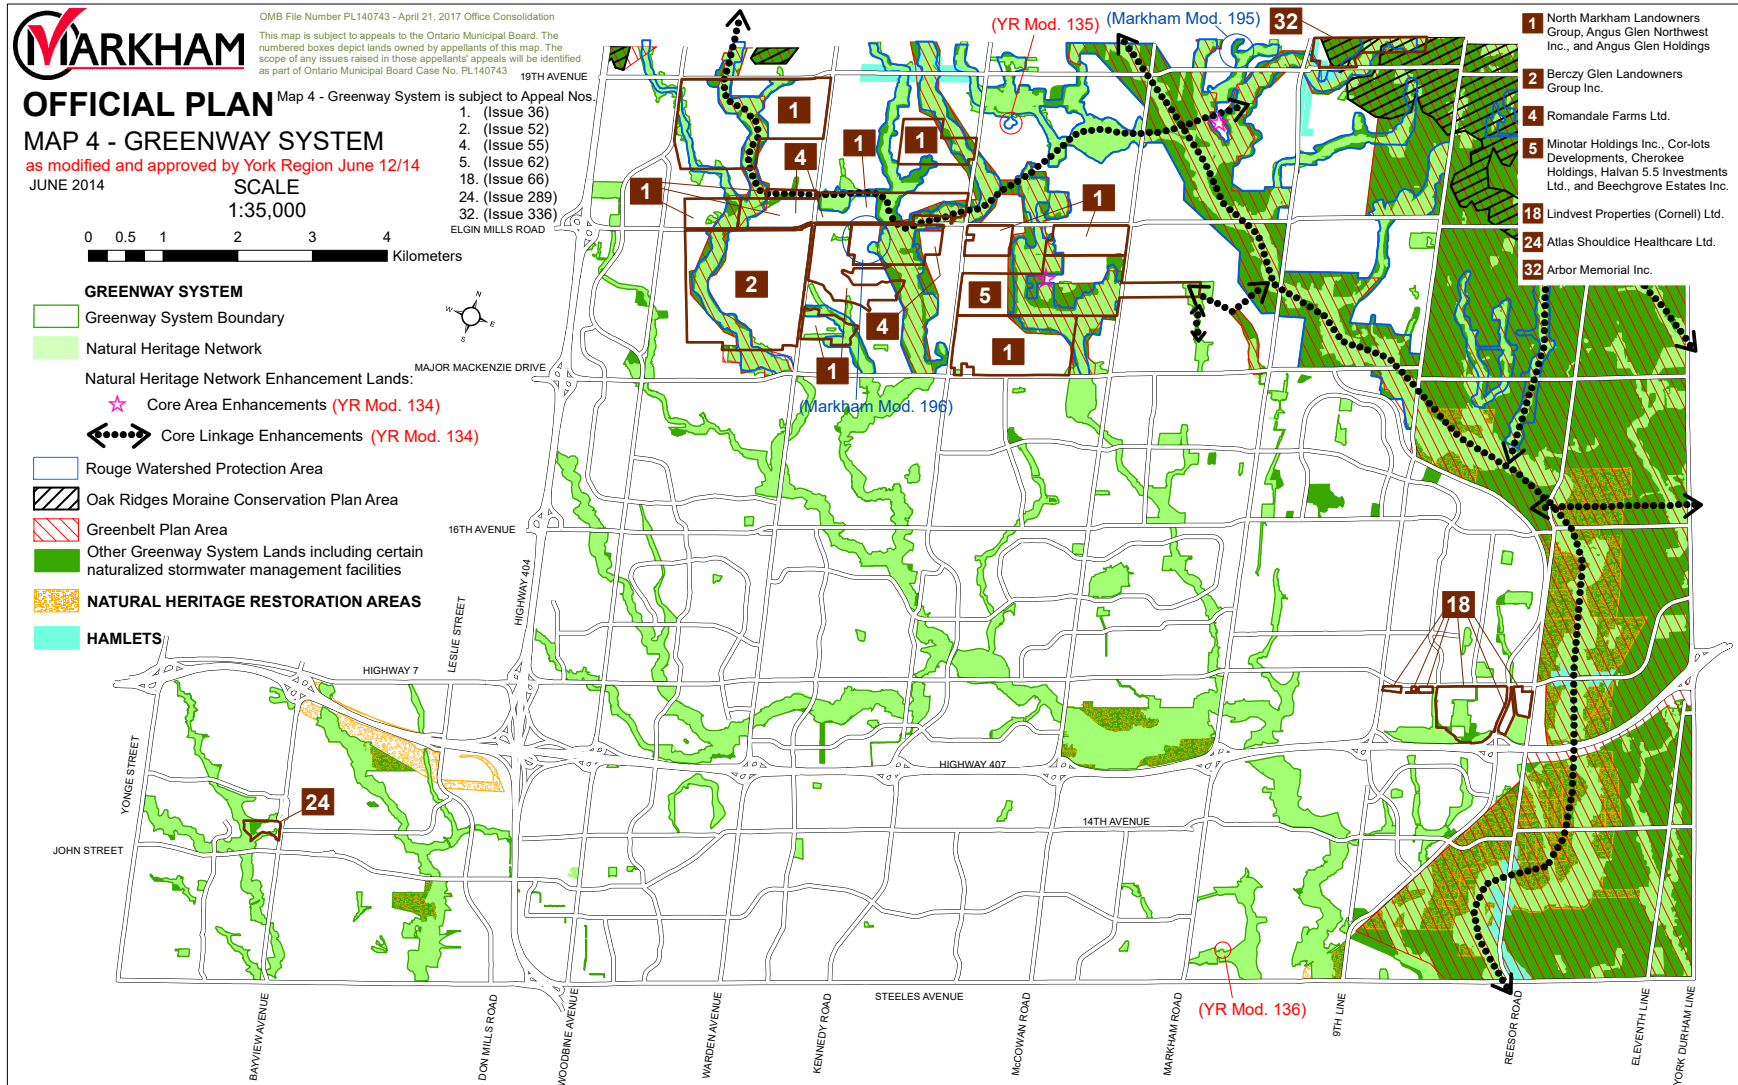 MARKHAM
OMB File Number PL140743 - April 21, 2017 Office Consolidation
This map is subject to appeals to the Ontario Municipal Board. The
numbered boxes depict lands owned by appellants of this map. The
scope of any issues raised in those appellants' appeals will be identified
as part of Ontario Municipal Board Case No. PL140743
OFFICIAL PLAN
MAP 4 - GREENWAY SYSTEM
as modified and approved by York Region June 12/14
JUNE 2014
SCALE
1:35,000
0 0.5 1 2 3 4
Kilometers
Map 4 - Greenway System is subject to Appeal Nos.
1. (Issue 36)
2. (Issue 52)
4. (Issue 55)
5. (Issue 62)
18. (Issue 66)
24. (Issue 289)
32. (Issue 336)
GREENWAY SYSTEM
Greenway System Boundary
Natural Heritage Network
Natural Heritage Network Enhancement Lands:
Core Area Enhancements (YR Mod. 134)
Core Linkage Enhancements (YR Mod. 134)
Rouge Watershed Protection Area
Oak Ridges Moraine Conservation Plan Area
Greenbelt Plan Area
Other Greenway System Lands including certain
naturalized stormwater management facilities
NATURAL HERITAGE RESTORATION AREAS
HAMLETS
N
W
E
S
1 North Markham Landowners
Group, Angus Glen Northwest
Inc., and Angus Glen Holdings
2 Berczy Glen Landowners
Group Inc.
4 Romandale Farms Ltd.
5 Minotar Holdings Inc., Cor-lots
Developments, Cherokee
Holdings, Halvan 5.5 Investments
Ltd., and Beechgrove Estates Inc.
18 Lindvest Properties (Cornell) Ltd.
24 Atlas Shouldice Healthcare Ltd.
32 Arbor Memorial Inc.
(YR Mod. 135)
(Markham Mod. 195)
32
19TH AVENUE
1
1
1
4
1
1
ELGIN MILLS ROAD
2
5
4
1
1
MAJOR MACKENZIE DRIVE
(Markham Mod. 196)
16TH AVENUE
HIGHWAY 404
LESLIE STREET
18
HIGHWAY 7
YONGE STREET
HIGHWAY 407
24
14TH AVENUE
JOHN STREET
STEELES AVENUE
(YR Mod. 136)
BAYVIEW AVENUE
DON MILLS ROAD
WOODBINE AVENUE
WARDEN AVENUE
KENNEDY ROAD
McCOWAN ROAD
MARKHAM ROAD
9TH LINE
REESOR ROAD
ELEVENTH LINE
YORK DURHAM LINE